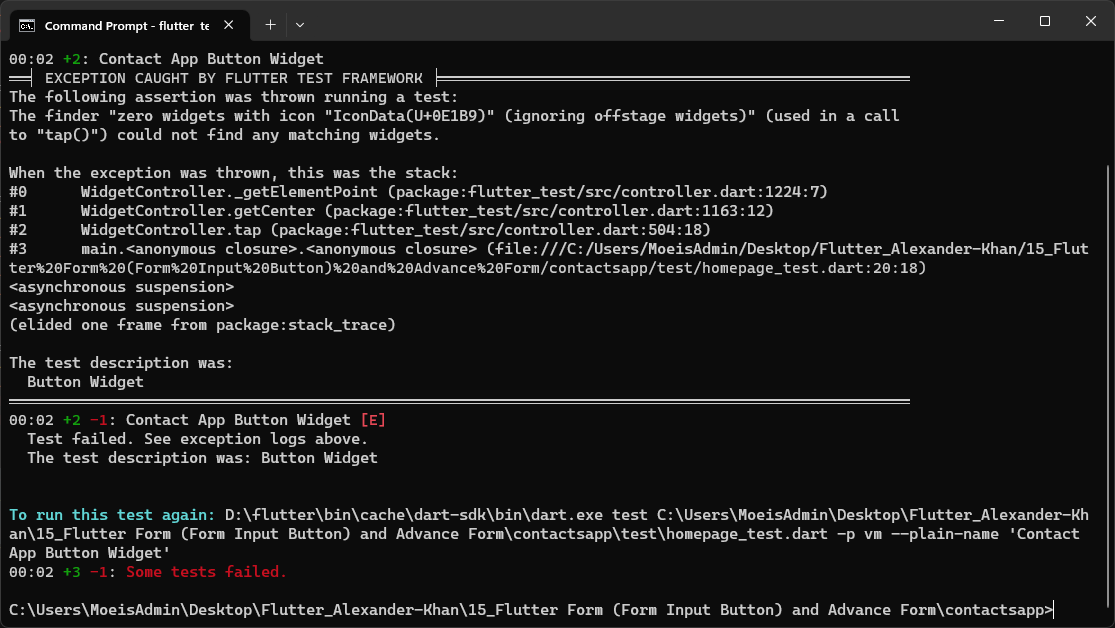 Command Prompt - flutter te
00:02 +2: Contact App Button Widget
EXCEPTION CAUGHT BY FLUTTER TEST FRAMEWORK
The following assertion was thrown running a test:
The finder "zero widgets with icon "IconData(U+0E1B9)" (ignoring offstage widgets)" (used in a call
to "tap()") could not find any matching widgets.
When the exception was thrown, this was the stack:
#0      WidgetController._getElementPoint (package:flutter_test/src/controller.dart:1224:7)
#1      WidgetController.getCenter (package:flutter_test/src/controller.dart:1163:12)
#2      WidgetController.tap (package:flutter_test/src/controller.dart:504:18)
#3      main.<anonymous closure>.<anonymous closure> (file:///C:/Users/MoeisAdmin/Desktop/Flutter_Alexander-Khan/15_Flut
ter%20Form%20(Form%20Input%20Button)%20and%20Advance%20Form/contactsapp/test/homepage_test.dart:20:18)
<asynchronous suspension>
<asynchronous suspension>
(elided one frame from package:stack_trace)
The test description was:
  Button Widget
00:02 +2 -1: Contact App Button Widget [E]
  Test failed. See exception logs above.
  The test description was: Button Widget
To run this test again: D:\flutter\bin\cache\dart-sdk\bin\dart.exe test C:\Users\MoeisAdmin\Desktop\Flutter_Alexander-Kh
an\15_Flutter Form (Form Input Button) and Advance Form\contactsapp\test\homepage_test.dart -p vm --plain-name 'Contact
App Button Widget'
00:02 +3 -1: Some tests failed.
C:\Users\MoeisAdmin\Desktop\Flutter_Alexander-Khan\15_Flutter Form (Form Input Button) and Advance Form\contactsapp>